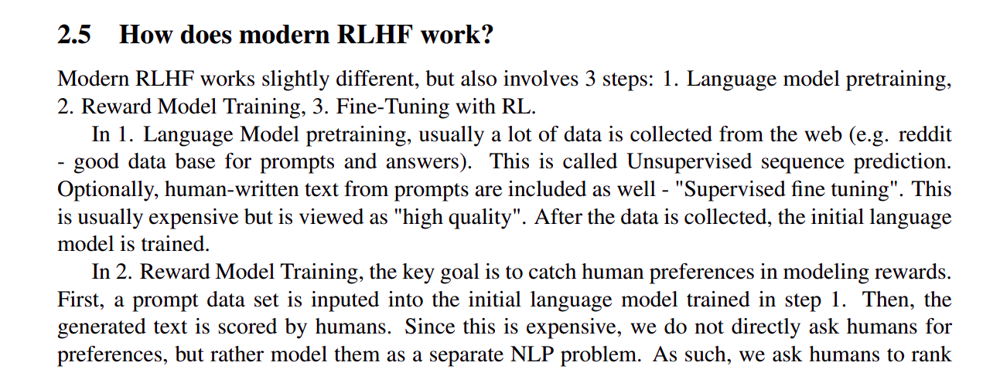 2.5 How does modern RLHF work?
Modern RLHF works slightly different, but also involves 3 steps: 1. Language model pretraining,
2. Reward Model Training, 3. Fine-Tuning with RL.
In 1. Language Model pretraining, usually a lot of data is collected from the web (e.g. reddit
- good data base for prompts and answers). This is called Unsupervised sequence prediction.
Optionally, human-written text from prompts are included as well - "Supervised fine tuning". This
is usually expensive but is viewed as "high quality". After the data is collected, the initial language
model is trained.
In 2. Reward Model Training, the key goal is to catch human preferences in modeling rewards.
First, a prompt data set is inputed into the initial language model trained in step 1. Then, the
generated text is scored by humans. Since this is expensive, we do not directly ask humans for
preferences, but rather model them as a separate NLP problem. As such, we ask humans to rank